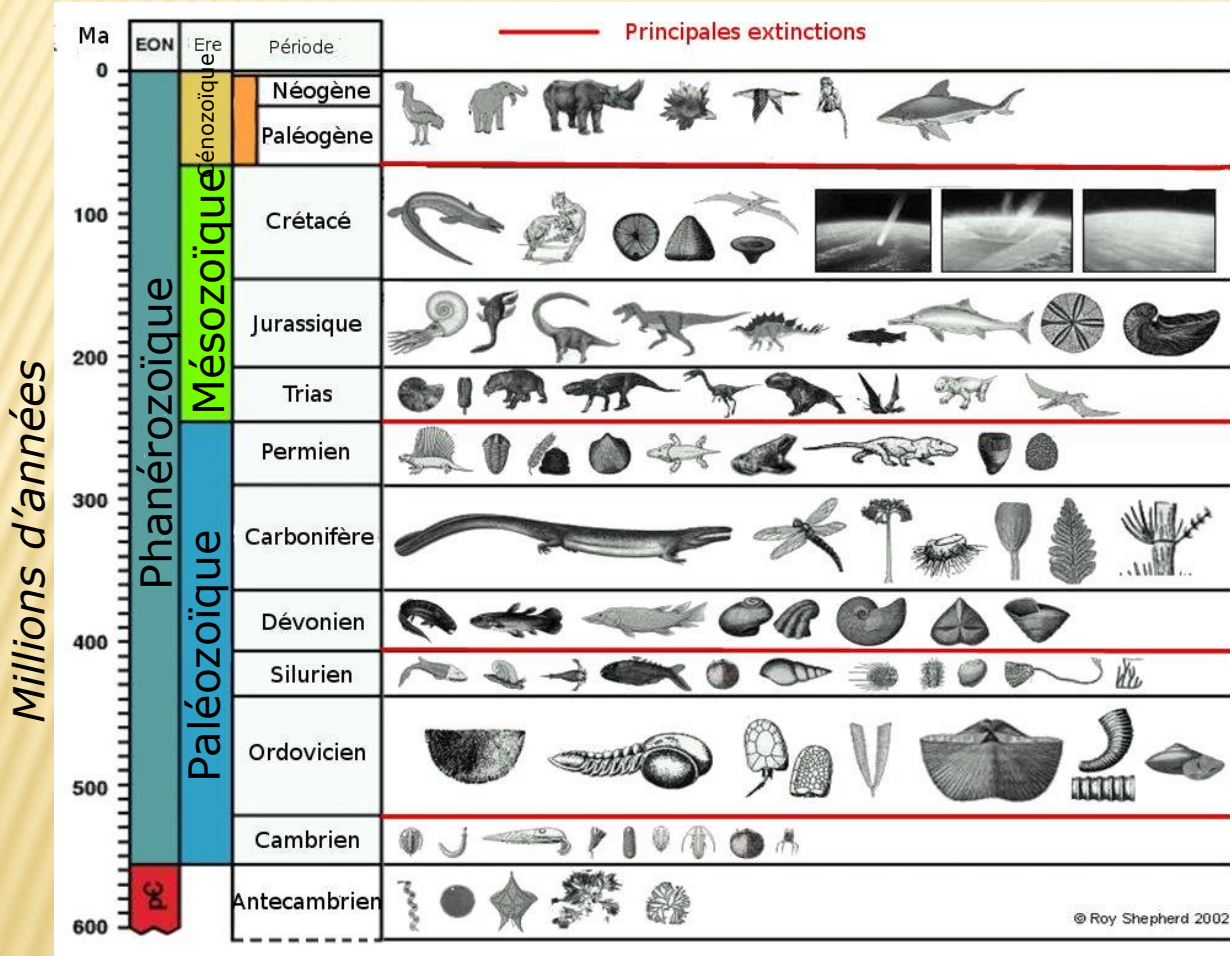 Ma
EON
Ere
Période
Principales extinctions
0
100
200
300
400
500
600
Millions d'années
Phanérozoïque
p€
Cénozoïque
Mésozoïque
Paléozoïque
Néogène
Paléogène
Crétacé
Jurassique
Trias
Permien
Carbonifère
Dévonien
Silurien
Ordovicien
Cambrien
Antecambrien
© Roy Shepherd 2002